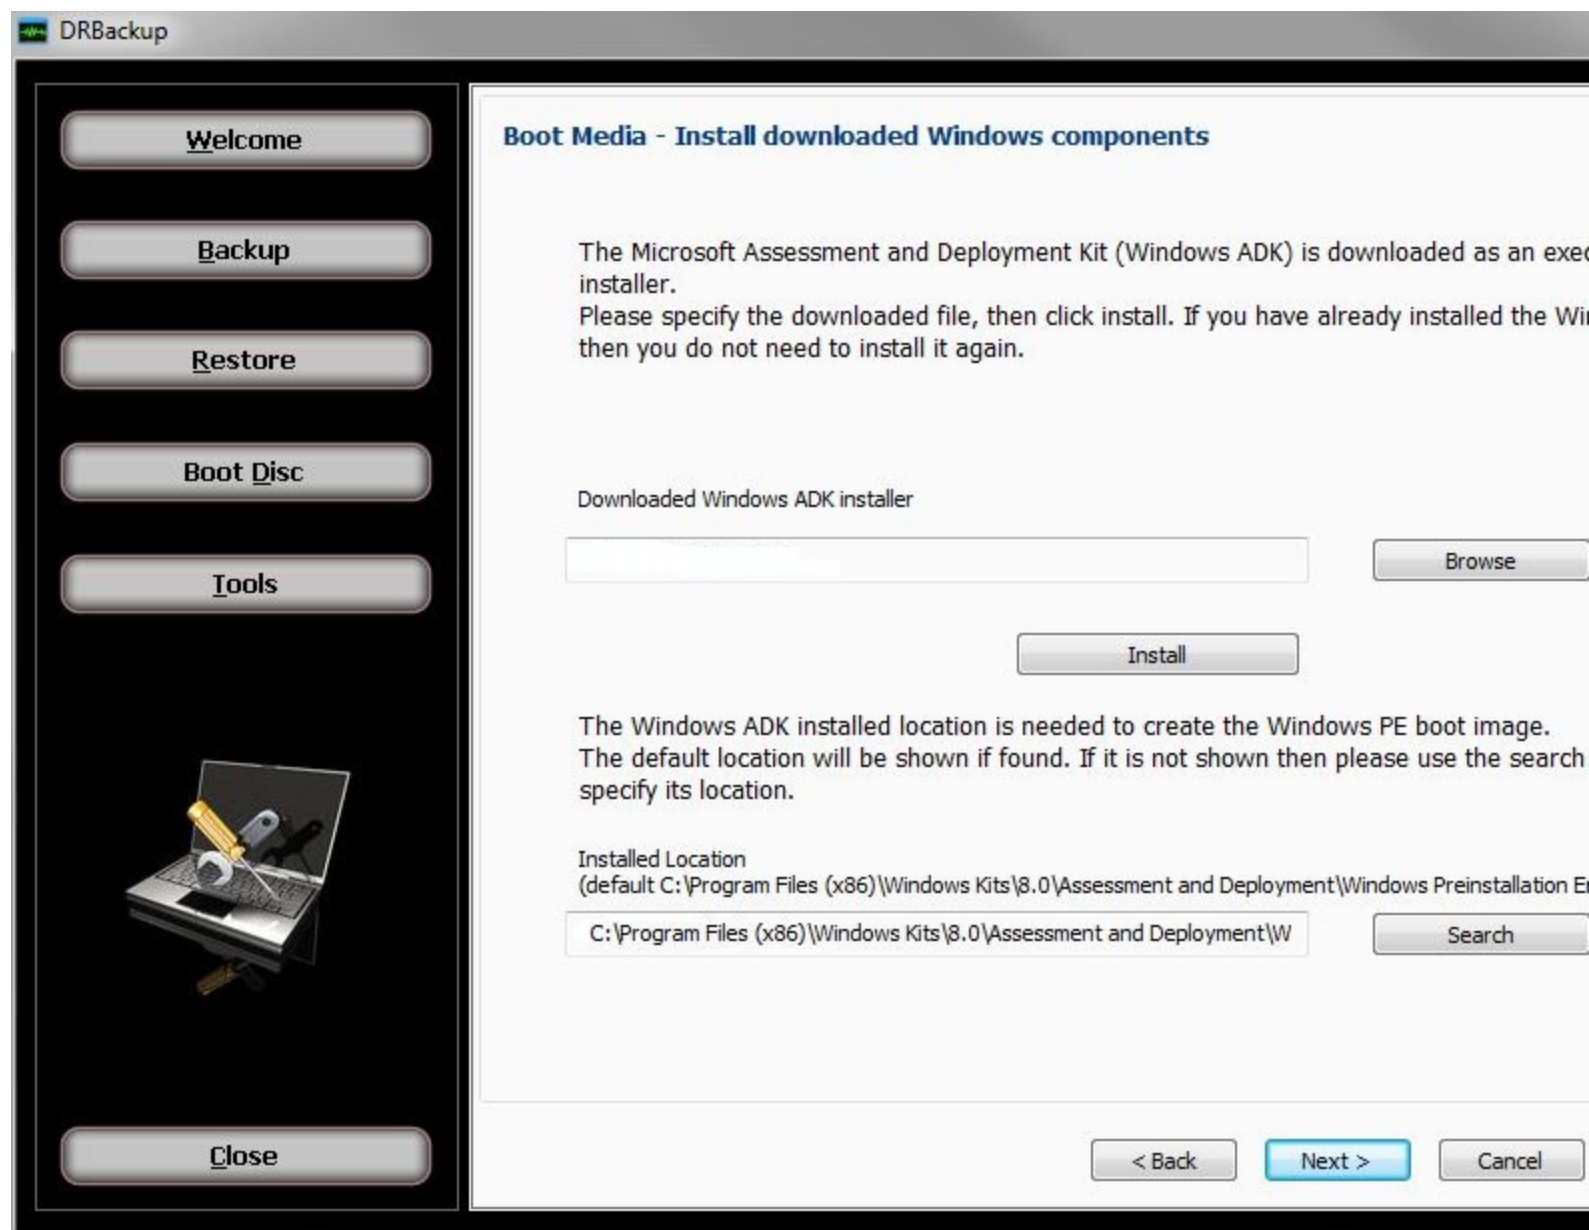 DRBackup
Welcome
Backup
Restore
Boot Disc
Tools
Close
Boot Media - Install downloaded Windows components
The Microsoft Assessment and Deployment Kit (Windows ADK) is downloaded as an
installer.
Please specify the downloaded file, then click install. If you have already installed the
then you do not need to install it again.
Downloaded Windows ADK installer
Browse
Install
The Windows ADK installed location is needed to create the Windows PE boot image.
The default location will be shown if found. If it is not shown then please use the search
specify its location.
Installed Location
(default C:\Program Files (x86)\Windows Kits\8.0\Assessment and Deployment\Windows Preinstallation
C:\Program Files (x86)\Windows Kits\8.0\Assessment and Deployment\W
Search
< Back
Next >
Cancel